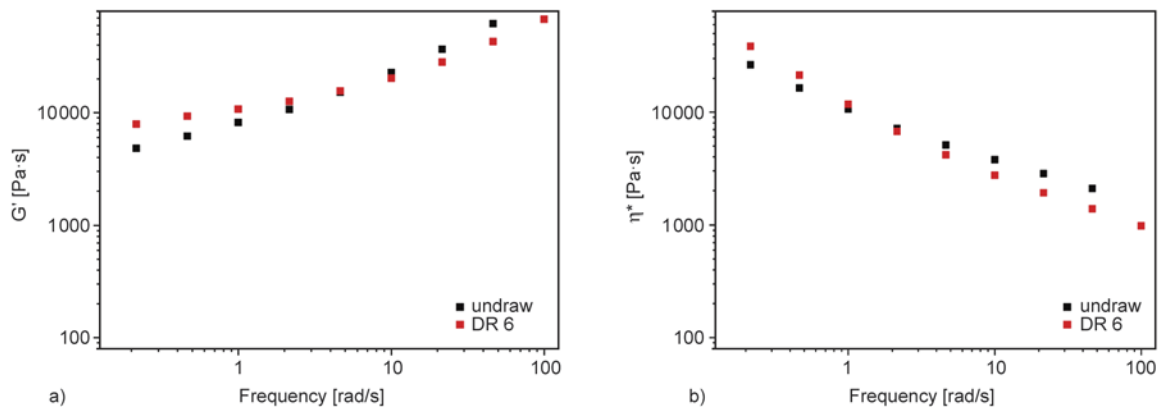 G' [Pa·s]
10000
1000
100
1
10
100
undraw
DR 6
a)
Frequency [rad/s]
η* [Pa·s]
10000
1000
100
1
10
100
undraw
DR 6
b)
Frequency [rad/s]